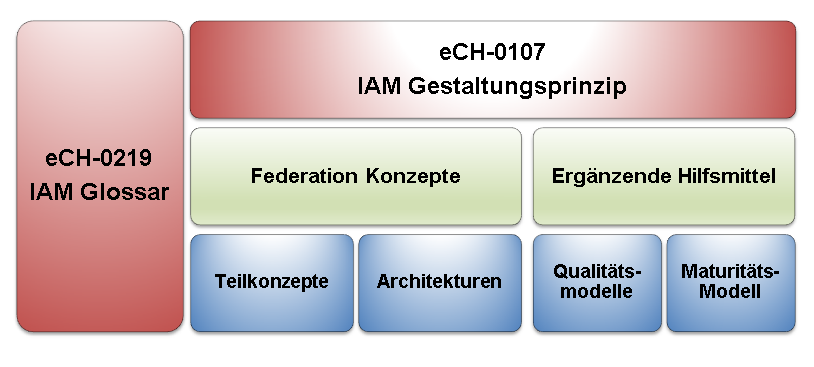 eCH-0219
IAM Glossar
eCH-0107
IAM Gestaltungsprinzip
Federation Konzepte
Ergänzende Hilfsmittel
Teilkonzepte
Architekturen
Qualitäts-
modelle
Maturitäts-
Modell